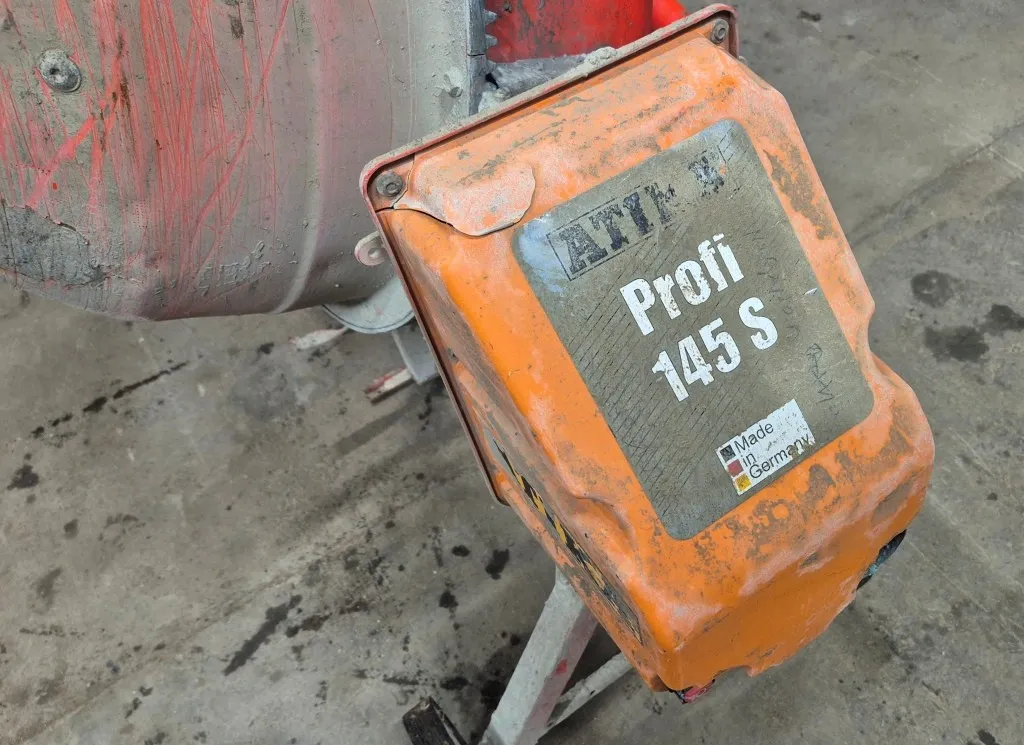 Profi
145 S
Made
in
Germany